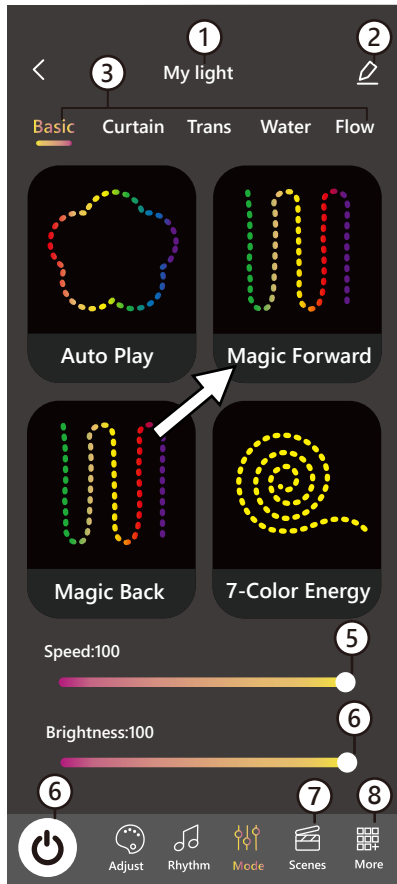 1
2
My light
3
Basic Curtain Trans Water Flow
Auto Play Magic Forward
Magic Back 7-Color Energy
5
Speed:100
6
Brightness:100
6 7 8
Adjust Rhythm Mode Scenes More